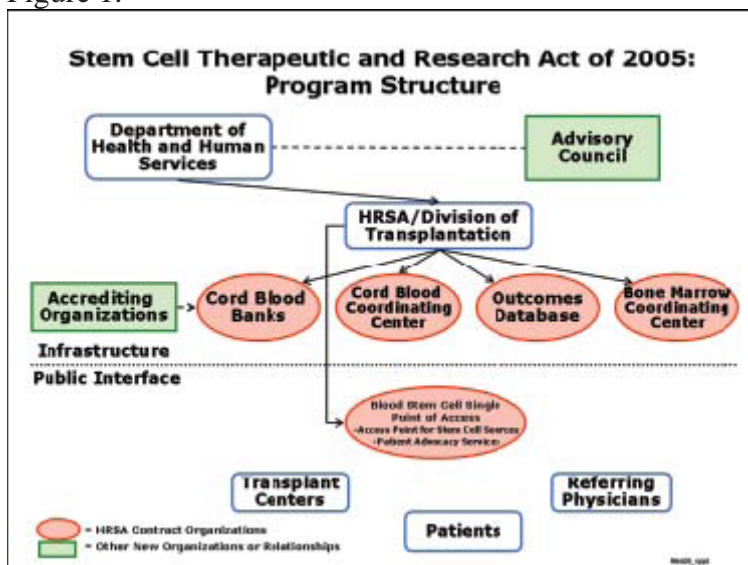 Figure 1.
Stem Cell Therapeutic and Research Act of 2005:
Program Structure
Department of
Health and Human
Services
Advisory
Council
HRSA/Division of
Transplantation
Accrediting
Organizations
Cord Blood
Banks
Cord Blood
Coordinating
Center
Outcomes
Database
Bone Marrow
Coordinating
Center
Infrastructure
Public Interface
Blood Stem Cell Single
Point of Access
-Access Point for Stem Cell Sources
-Patient Advocacy Services
Transplant
Centers
Patients
Referring
Physicians
= HRSA Contract Organizations
= Other New Organizations or Relationships